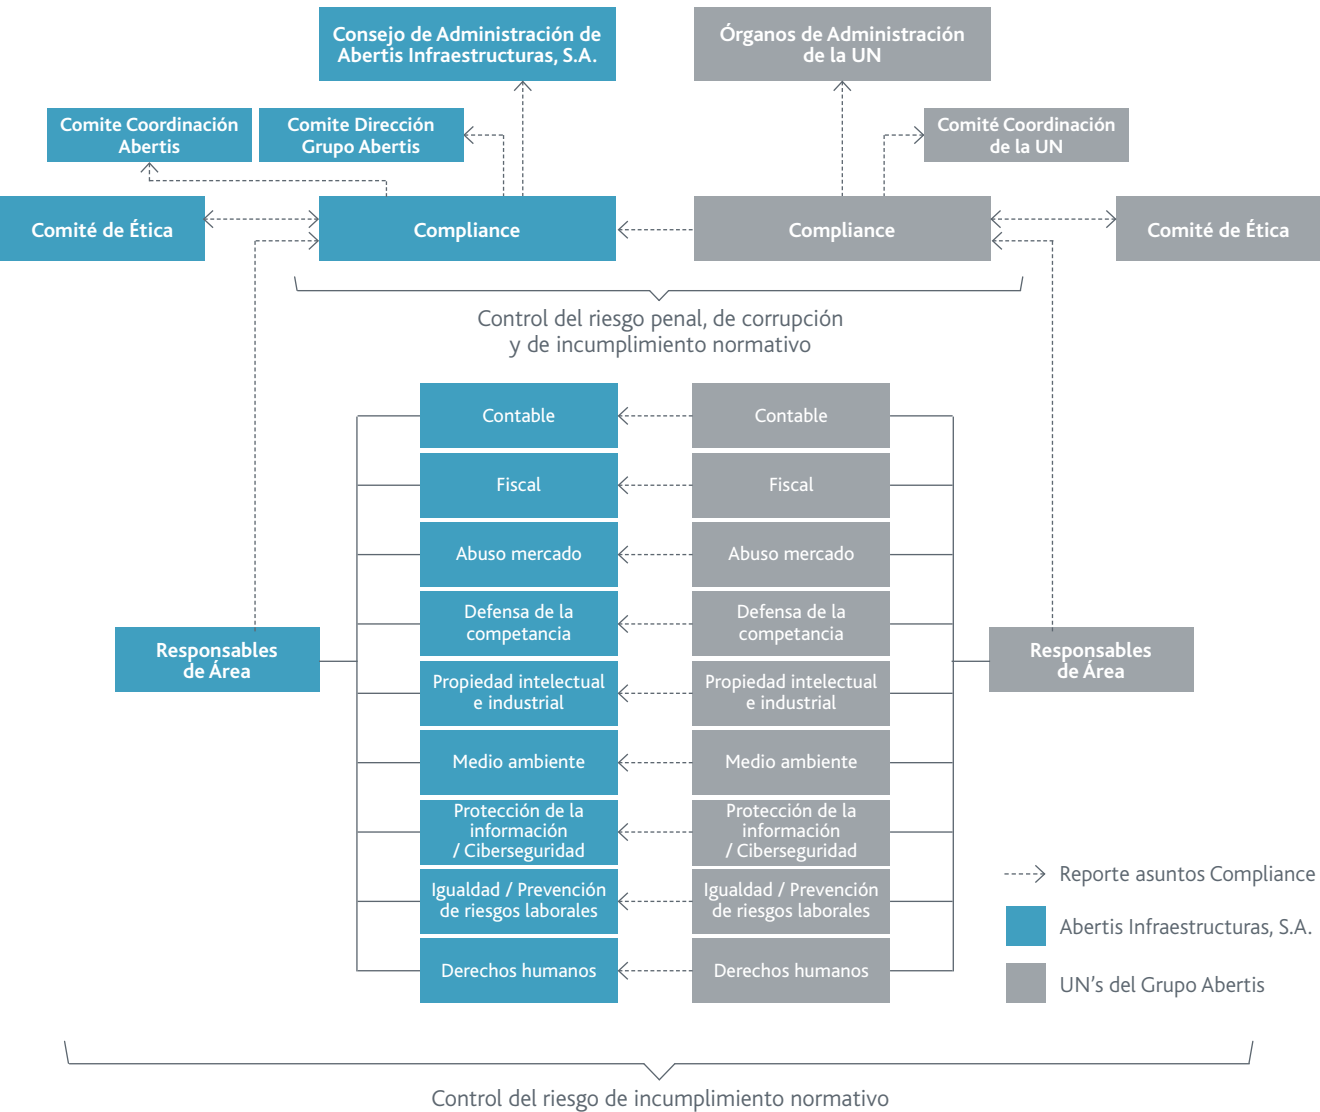 Consejo de Administración de
Abertis Infraestructuras, S.A.
Órganos de Administración
de la UN
Comite Coordinación
Abertis
Comite Dirección
Grupo Abertis
Comité Coordinación
de la UN
Comité de Ética
Compliance
Compliance
Comité de Ética
Control del riesgo penal, de corrupción
y de incumplimiento normativo
Contable
Contable
Fiscal
Fiscal
Abuso mercado
Abuso mercado
Defensa de la
competancia
Defensa de la
competancia
Responsables
de Área
Propiedad intelectual
e industrial
Propiedad intelectual
e industrial
Responsables
de Área
Medio ambiente
Medio ambiente
Protección de la
información
/ Ciberseguridad
Protección de la
información
/ Ciberseguridad
Igualdad / Prevención
de riesgos laborales
Igualdad / Prevención
de riesgos laborales
Derechos humanos
Derechos humanos
Reporte asuntos Compliance
Abertis Infraestructuras, S.A.
UN's del Grupo Abertis
Control del riesgo de incumplimiento normativo